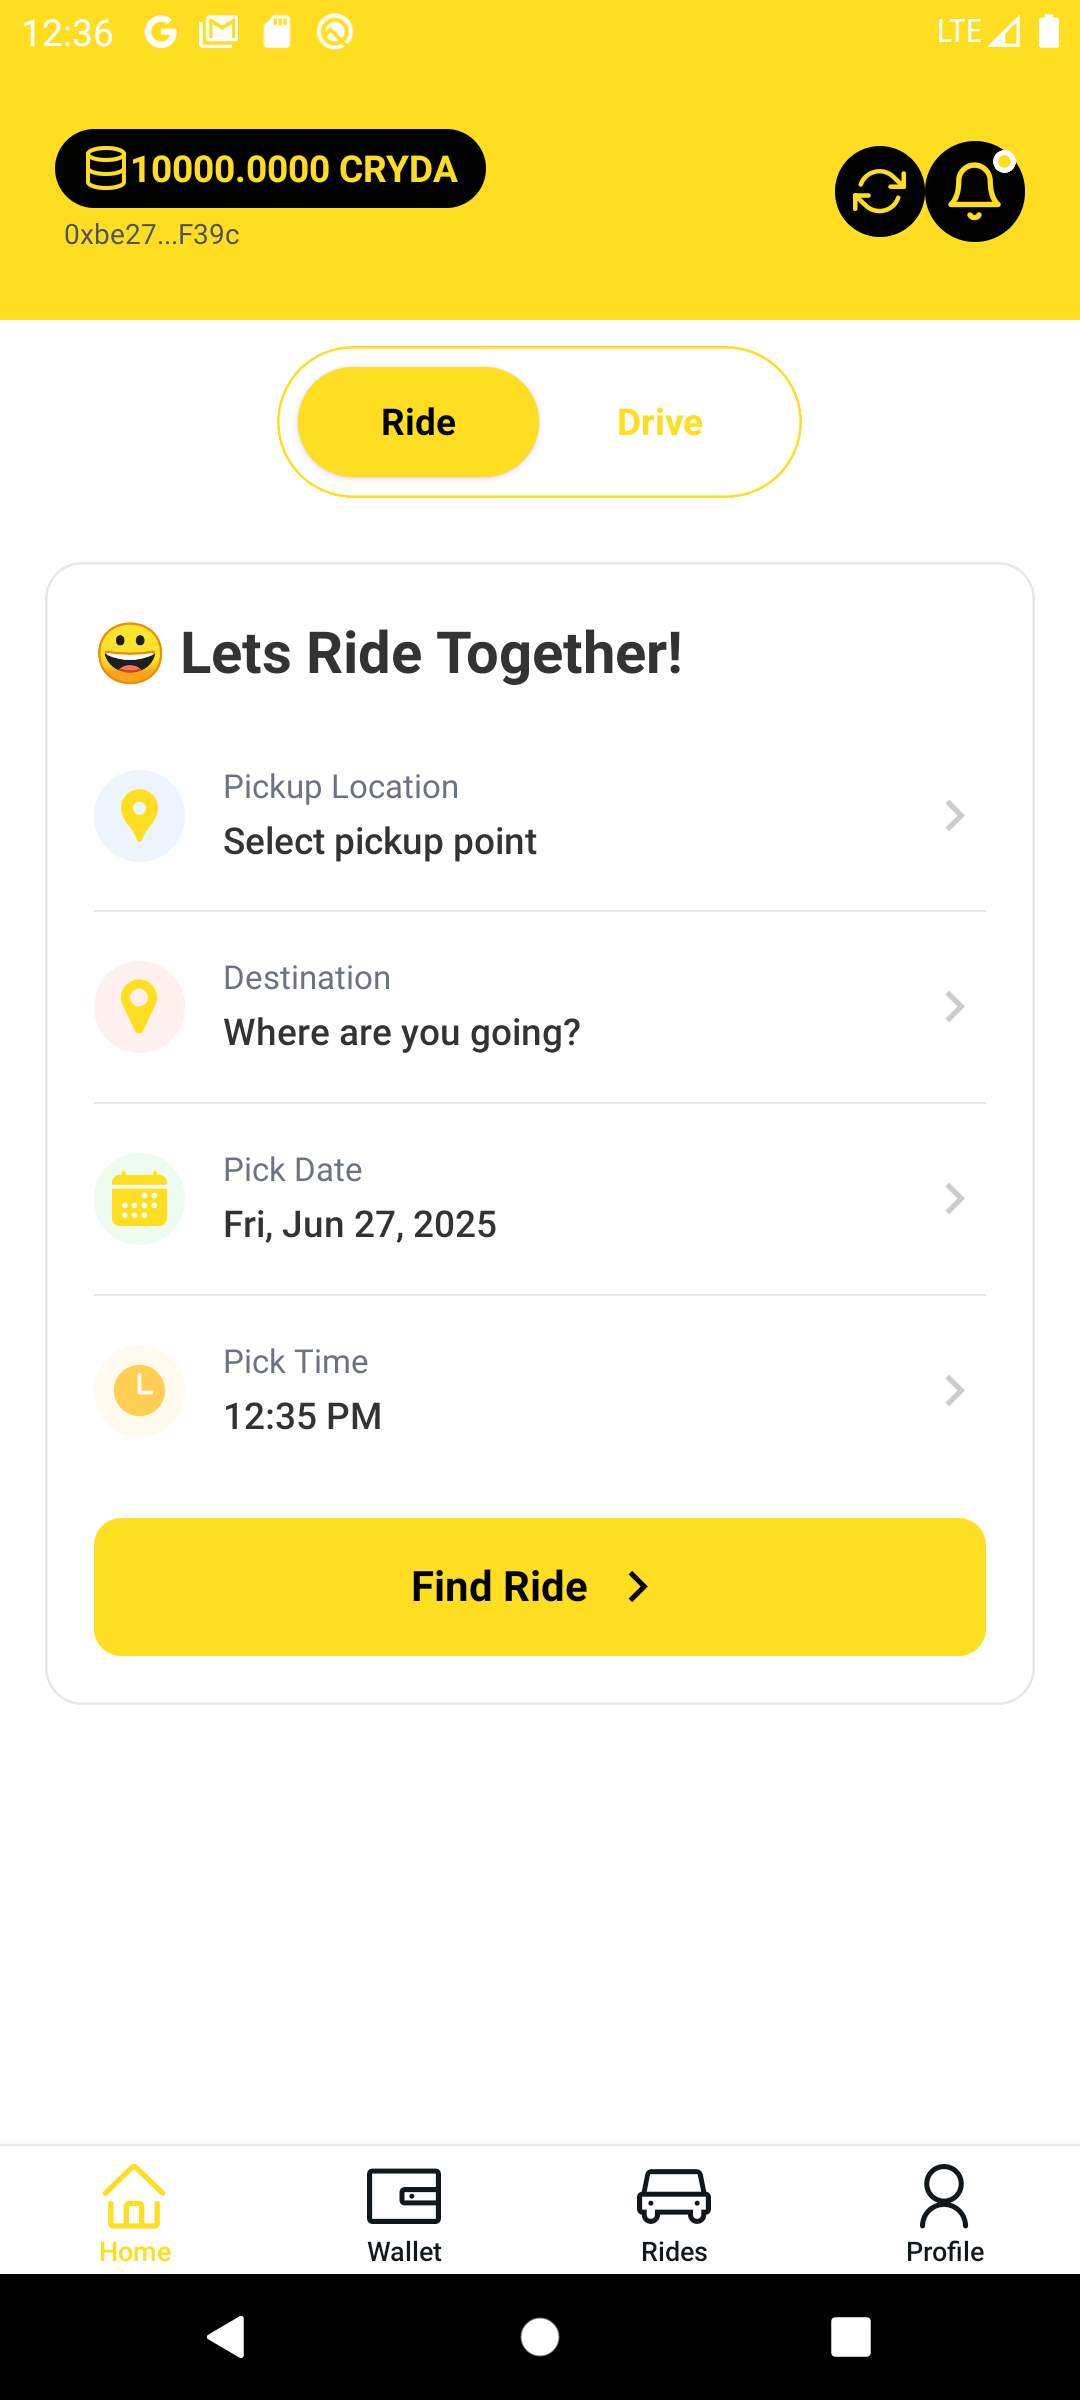 12:36
LTE
10000.0000 CRYDA
0xbe27...F39c
Ride
Drive
Lets Ride Together!
Pickup Location
Select pickup point
Destination
Where are you going?
Pick Date
Fri, Jun 27, 2025
Pick Time
12:35 PM
Find Ride
Home
Wallet
Rides
Profile